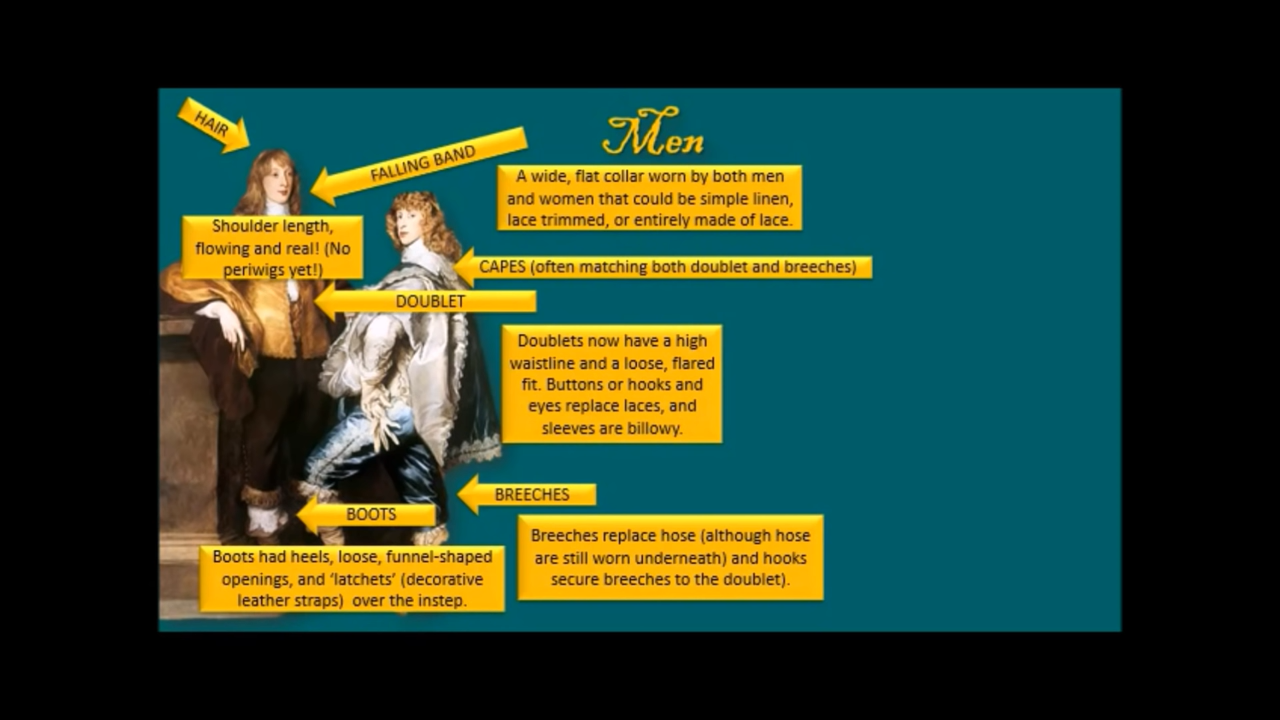 Men
HAIR
FALLING BAND
A wide, flat collar worn by both men
and women that could be simple linen,
lace trimmed, or entirely made of lace.
Shoulder length,
flowing and real! (No
periwigs yet!)
CAPES (often matching both doublet and breeches)
DOUBLET
Doublets now have a high
waistline and a loose, flared
fit. Buttons or hooks and
eyes replace laces, and
sleeves are billowy.
BREECHES
BOOTS
Breeches replace hose (although hose
are still worn underneath) and hooks
secure breeches to the doublet).
Boots had heels, loose, funnel-shaped
openings, and ‘latchets’ (decorative
leather straps)  over the instep.